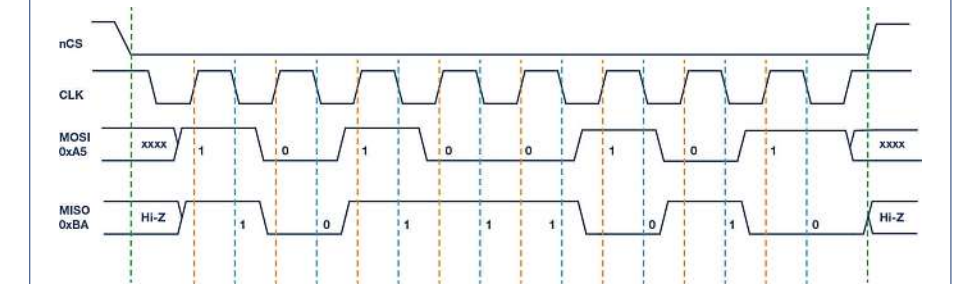 nCS
CLK
MOSI
0xA5
xxxx 1 0 1 0 0 1 0 1 xxxx
MISO
0xBA
Hi-Z 1 0 1 1 1 0 1 0 Hi-Z